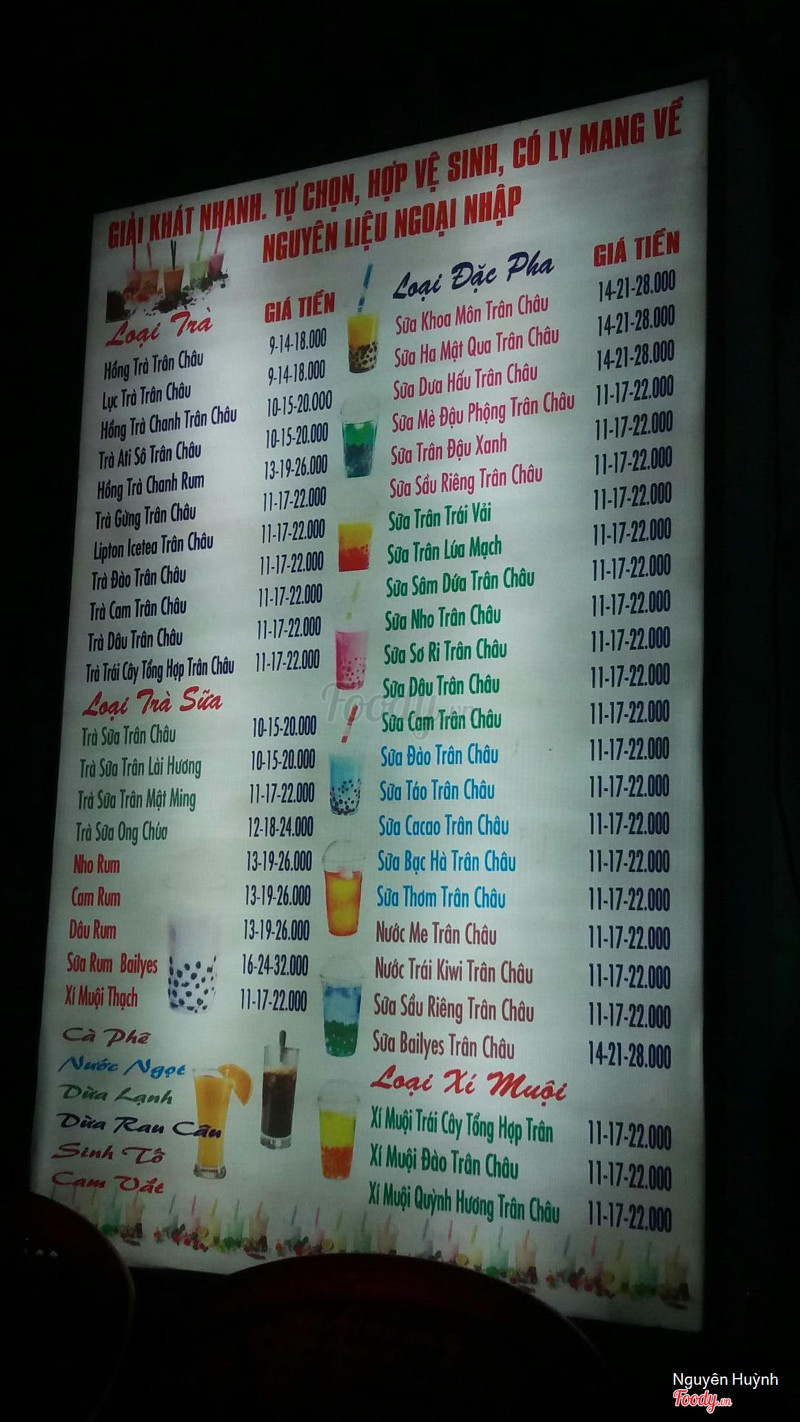 GIẢI KHÁT NHANH. TỰ CHỌN, HỢP VỆ SINH, CÓ LY MANG VỀ
NGUYÊN LIỆU NGOẠI NHẬP
Loại Trà GIÁ TIỀN
Hồng Trà Trân Châu 9-14-18.000
Lục Trà Trân Châu 9-14-18.000
Hồng Trà Chanh Trân Châu 10-15-20.000
Trà Ati Sô Trân Châu 10-15-20.000
Hồng Trà Chanh Rum 13-19-26.000
Trà Gừng Trân Châu 11-17-22.000
Lipton Icetea Trân Châu 11-17-22.000
Trà Đào Trân Châu 11-17-22.000
Trà Cam Trân Châu 11-17-22.000
Trà Dâu Trân Châu 11-17-22.000
Trà Trái Cây Tổng Hợp Trân Châu 11-17-22.000
Loại Trà Sữa
Trà Sữa Trân Châu 10-15-20.000
Trà Sữa Trân Lài Hương 10-15-20.000
Trà Sữa Trân Mật Ming 11-17-22.000
Trà Sữa Ong Chúa 12-18-24.000
Nho Rum 13-19-26.000
Cam Rum 13-19-26.000
Dâu Rum 13-19-26.000
Sữa Rum Bailyes 16-24-32.000
Xí Muội Thạch 11-17-22.000
Cà Phê
Nước Ngọt
Dừa Lạnh
Dừa Rau Câu
Sinh Tô
Cam Vắt
Loại Đặc Pha GIÁ TIỀN
Sữa Khoa Môn Trân Châu 14-21-28.000
Sữa Ha Mật Qua Trân Châu 14-21-28.000
Sữa Dưa Hấu Trân Châu 14-21-28.000
Sữa Mè Đậu Phộng Trân Châu 11-17-22.000
Sữa Trân Đậu Xanh 11-17-22.000
Sữa Sầu Riêng Trân Châu 11-17-22.000
Sữa Trân Trái Vải 11-17-22.000
Sữa Trân Lúa Mạch 11-17-22.000
Sữa Sâm Dứa Trân Châu 11-17-22.000
Sữa Nho Trân Châu 11-17-22.000
Sữa Sơ Ri Trân Châu 11-17-22.000
Sữa Dâu Trân Châu 11-17-22.000
Sữa Cam Trân Châu 11-17-22.000
Sữa Đào Trân Châu 11-17-22.000
Sữa Táo Trân Châu 11-17-22.000
Sữa Cacao Trân Châu 11-17-22.000
Sữa Bạc Hà Trân Châu 11-17-22.000
Sữa Thơm Trân Châu 11-17-22.000
Nước Me Trân Châu 11-17-22.000
Nước Trái Kiwi Trân Châu 11-17-22.000
Sữa Sầu Riêng Trân Châu 11-17-22.000
Sữa Bailyes Trân Châu 14-21-28.000
Loại Xí Muội
Xí Muội Trái Cây Tổng Hợp Trân 11-17-22.000
Xí Muội Đào Trân Châu 11-17-22.000
Xí Muội Quỳnh Hương Trân Châu 11-17-22.000
Foody.vn
Nguyên Huỳnh
Foody.vn